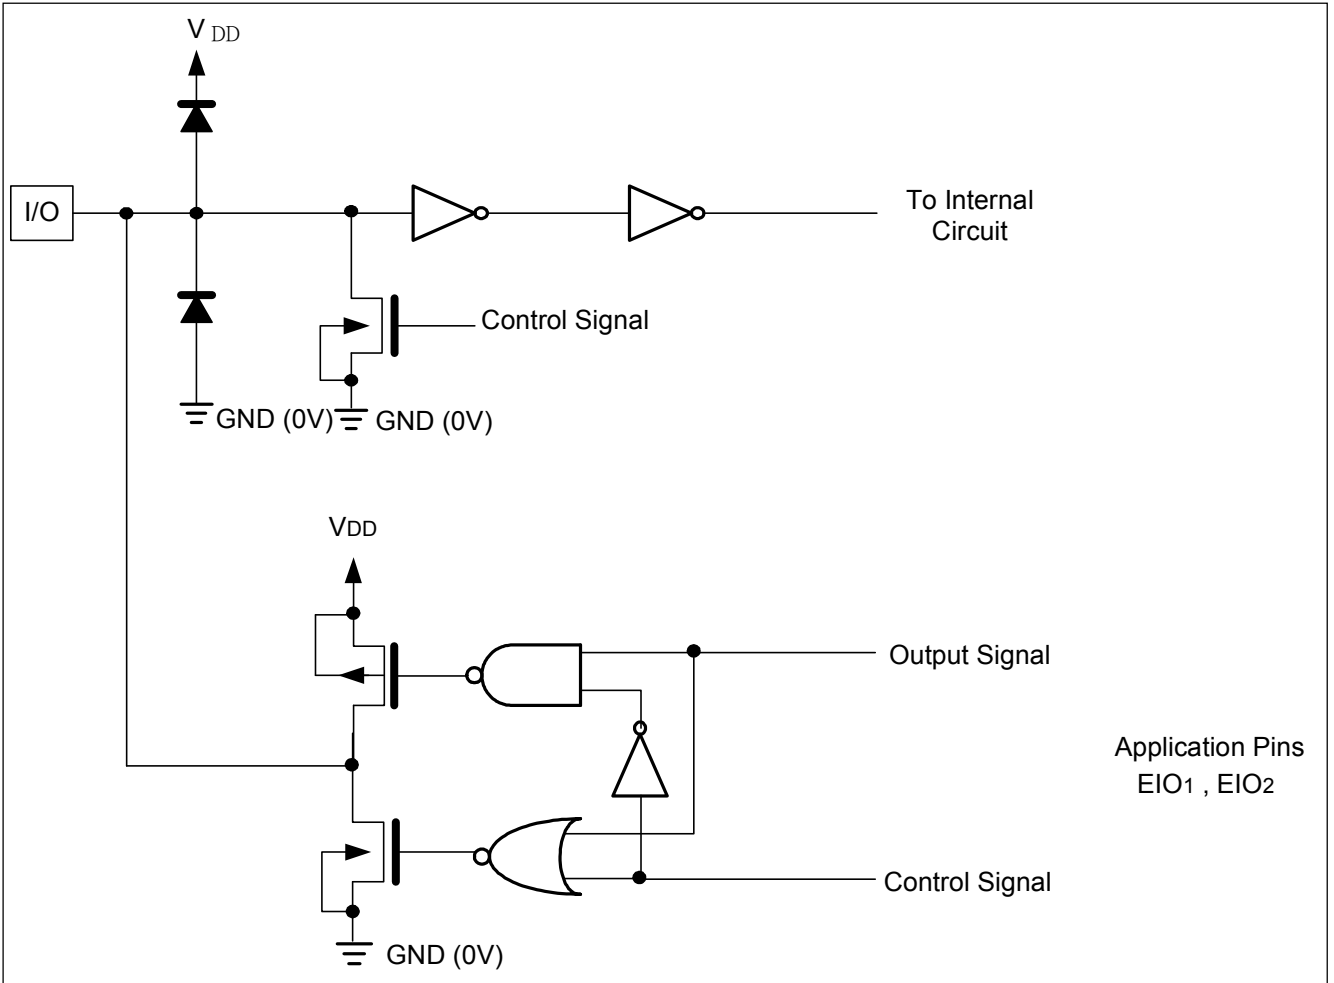 V DD
I/O
To Internal
Circuit
Control Signal
GND (0V)
GND (0V)
VDD
Output Signal
Application Pins
EIO1 , EIO2
Control Signal
GND (0V)